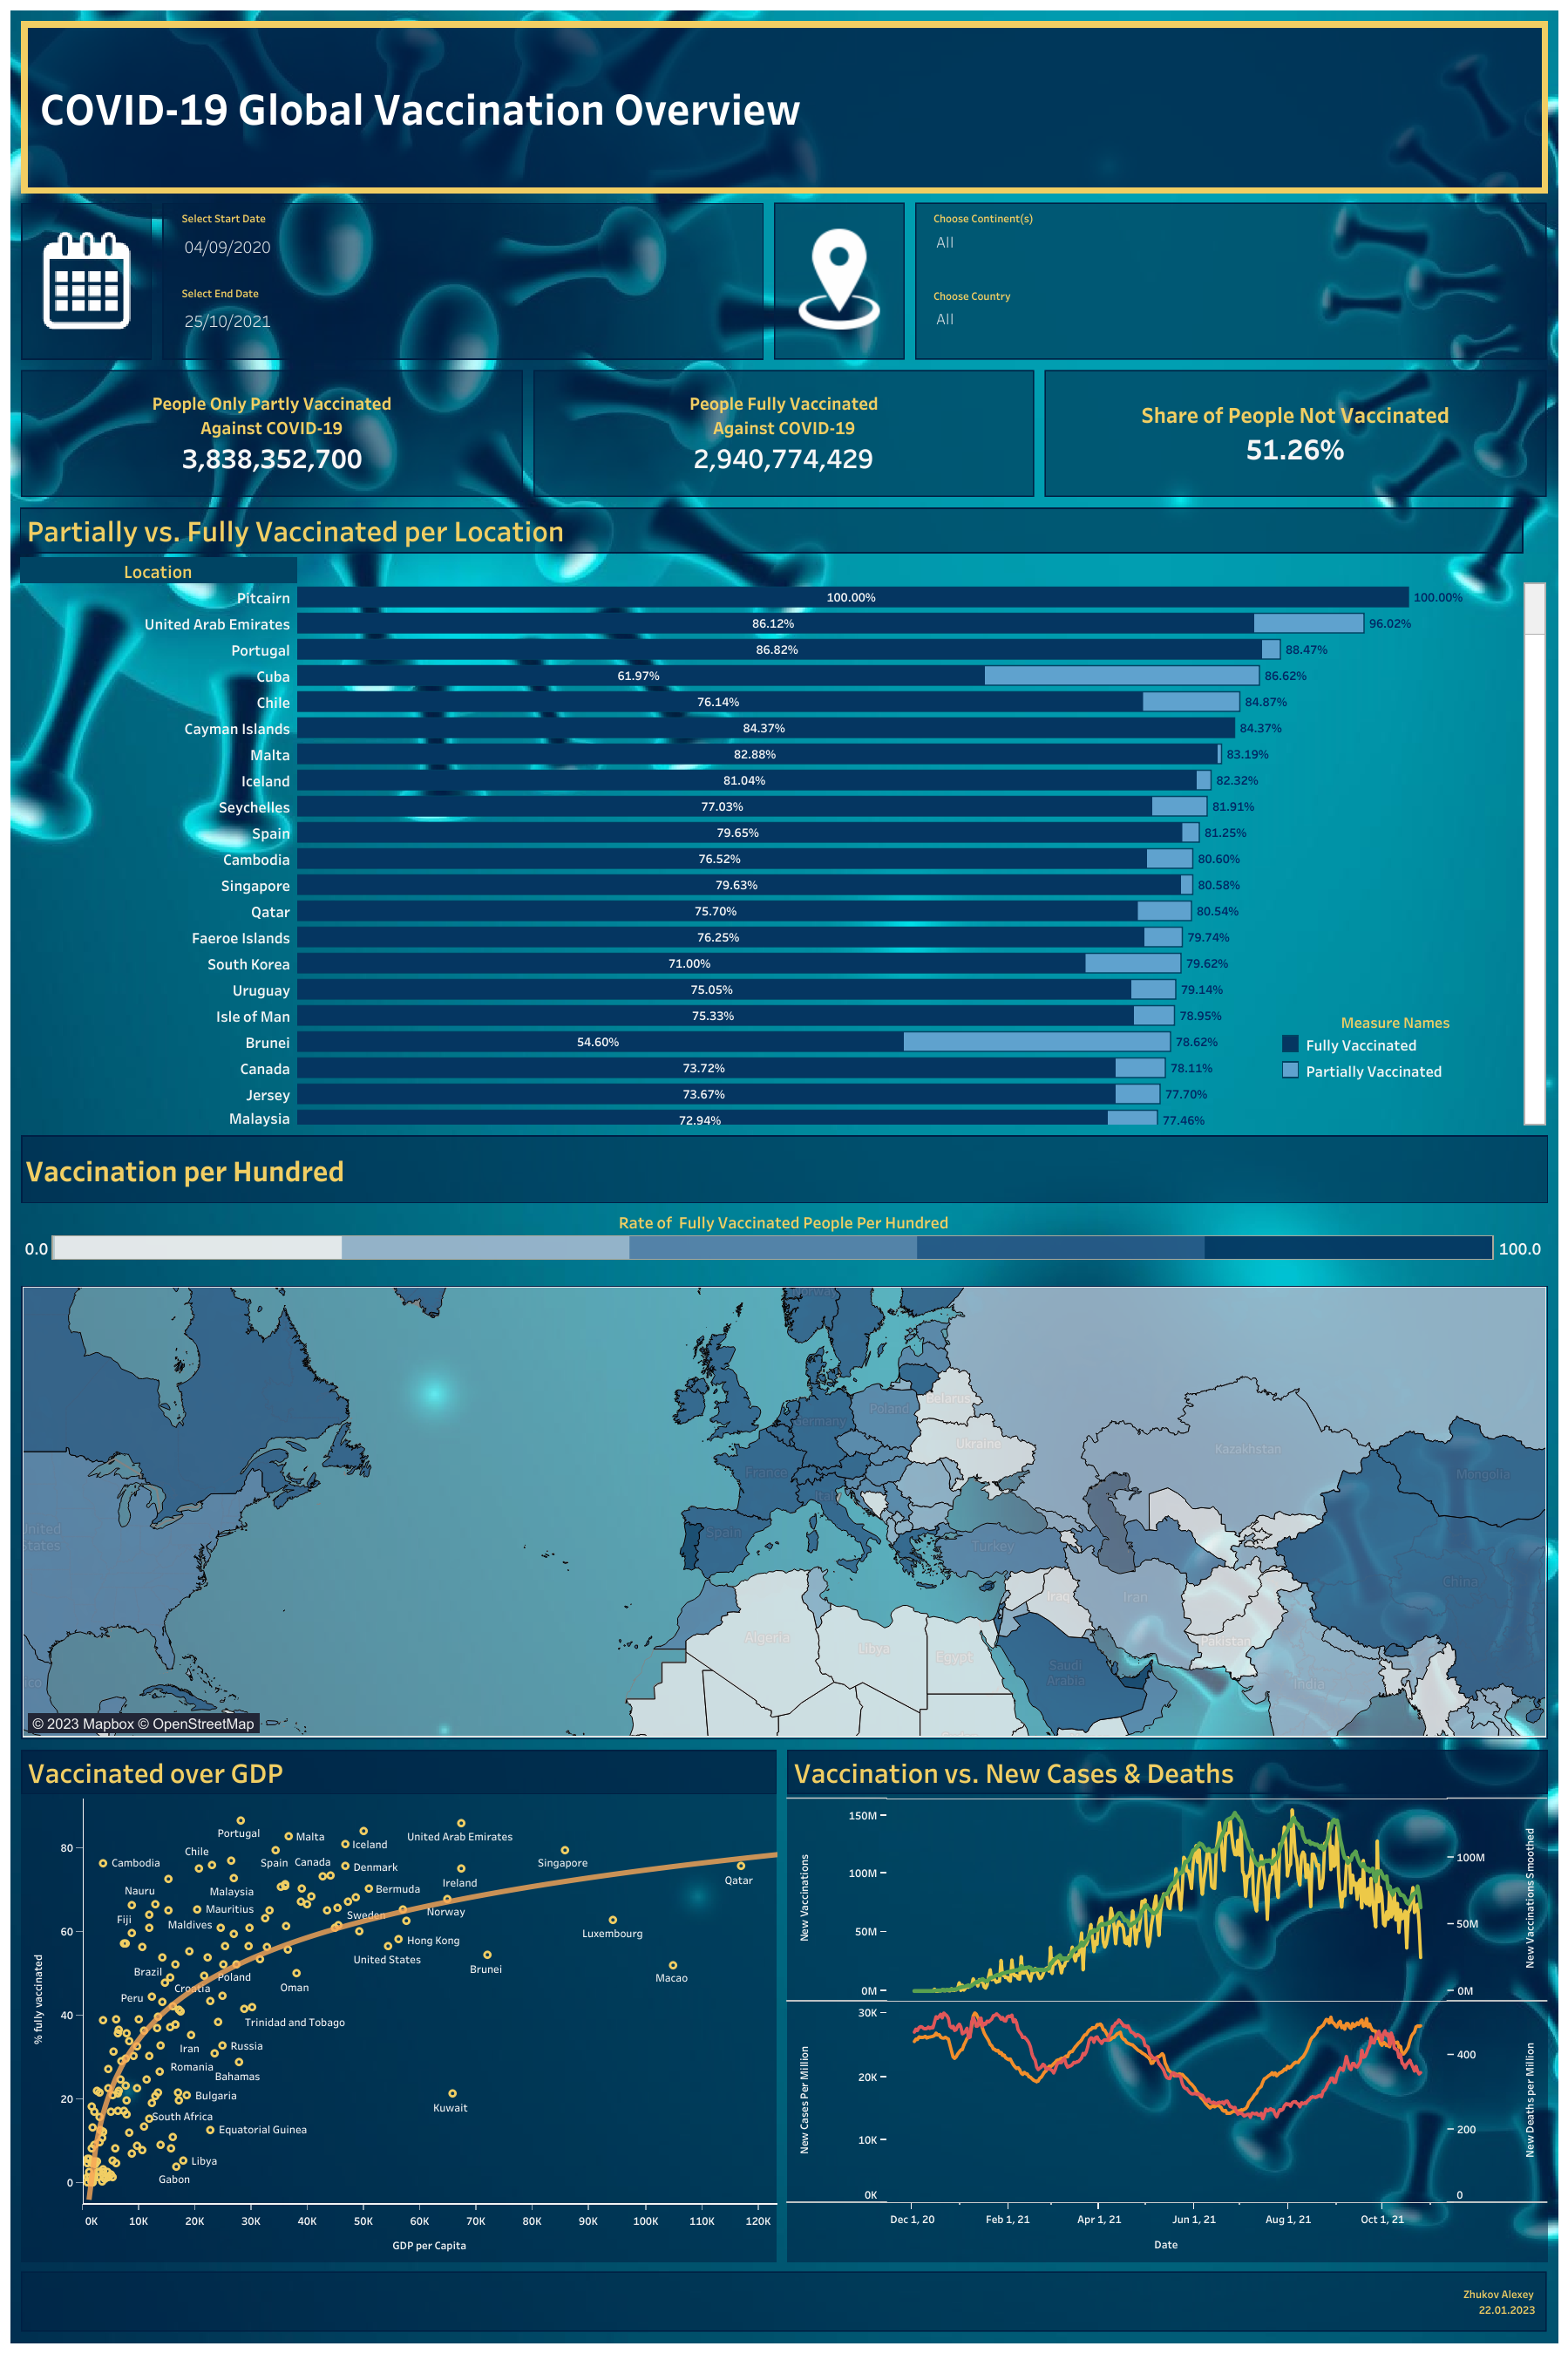 COVID-19 Global Vaccination Overview
Select Start Date
04/09/2020
Select End Date
25/10/2021
Choose Continent(s)
All
Choose Country
All
People Only Partly Vaccinated
Against COVID-19
3,838,352,700
People Fully Vaccinated
Against COVID-19
2,940,774,429
Share of People Not Vaccinated
51.26%
Partially vs. Fully Vaccinated per Location
Location
Pitcairn 100.00% 100.00%
United Arab Emirates 86.12% 96.02%
Portugal 86.82% 88.47%
Cuba 61.97% 86.62%
Chile 76.14% 84.87%
Cayman Islands 84.37% 84.37%
Malta 82.88% 83.19%
Iceland 81.04% 82.32%
Seychelles 77.03% 81.91%
Spain 79.65% 81.25%
Cambodia 76.52% 80.60%
Singapore 79.63% 80.58%
Qatar 75.70% 80.54%
Faeroe Islands 76.25% 79.74%
South Korea 71.00% 79.62%
Uruguay 75.05% 79.14%
Isle of Man 75.33% 78.95%
Brunei 54.60% 78.62%
Canada 73.72% 78.11%
Jersey 73.67% 77.70%
Malaysia 72.94% 77.46%
Measure Names
Fully Vaccinated
Partially Vaccinated
Vaccination per Hundred
Rate of Fully Vaccinated People Per Hundred
0.0 100.0
Norway
Belarus
Poland
Germany
Ukraine
Kazakhstan
France
Mongolia
Italy
Spain
Turkey
China
Iraq
Iran
Algeria
Libya
Egypt
Pakistan
Saudi
Arabia
India
© 2023 Mapbox © OpenStreetMap
Vaccinated over GDP
% fully vaccinated
80
60
40
20
0
Portugal
Malta
United Arab Emirates
Iceland
Chile
Cambodia
Spain
Canada
Denmark
Singapore
Qatar
Ireland
Nauru
Malaysia
Bermuda
Mauritius
Sweden
Norway
Fiji
Maldives
Luxembourg
Hong Kong
United States
Brunei
Macao
Brazil
Poland
Croatia
Oman
Peru
Trinidad and Tobago
Iran
Russia
Romania
Bahamas
Bulgaria
Kuwait
South Africa
Equatorial Guinea
Libya
Gabon
0K 10K 20K 30K 40K 50K 60K 70K 80K 90K 100K 110K 120K
GDP per Capita
Vaccination vs. New Cases & Deaths
New Vaccinations
150M
100M
50M
0M
New Vaccinations Smoothed
100M
50M
0M
New Cases Per Million
30K
20K
10K
0K
New Deaths per Million
400
200
0
Dec 1, 20 Feb 1, 21 Apr 1, 21 Jun 1, 21 Aug 1, 21 Oct 1, 21
Date
Zhukov Alexey
22.01.2023